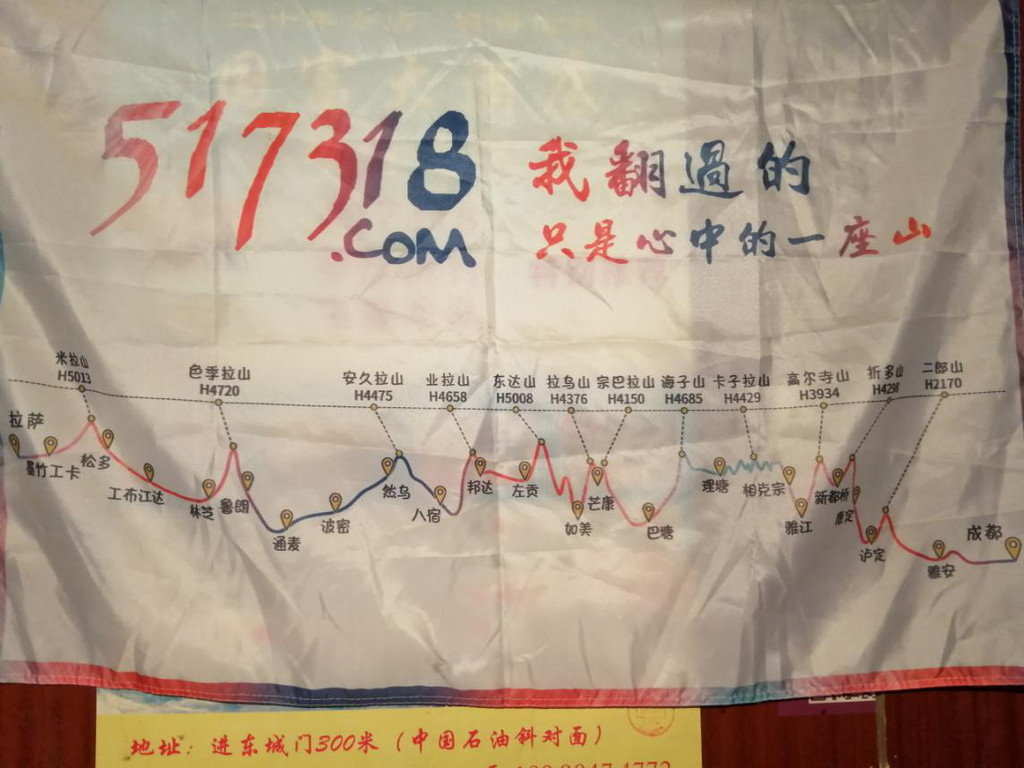 517318
.COM
我翻過的
只是心中的一座山
米拉山
H5013
色季拉山
H4720
安久拉山
H4475
业拉山
H4658
东达山
H5008
拉乌山
H4376
宗巴拉山
H4150
海子山
H4685
卡子拉山
H4429
高尔寺山
H3934
折多山
H4298
二郎山
H2170
拉萨
墨竹工卡
松多
工布江达
林芝
鲁朗
通麦
波密
然乌
八宿
邦达
左贡
如美
芒康
巴塘
理塘
相克宗
雅江
新都桥
康定
泸定
雅安
成都
地址：进东城门300米（中国石油斜对面）